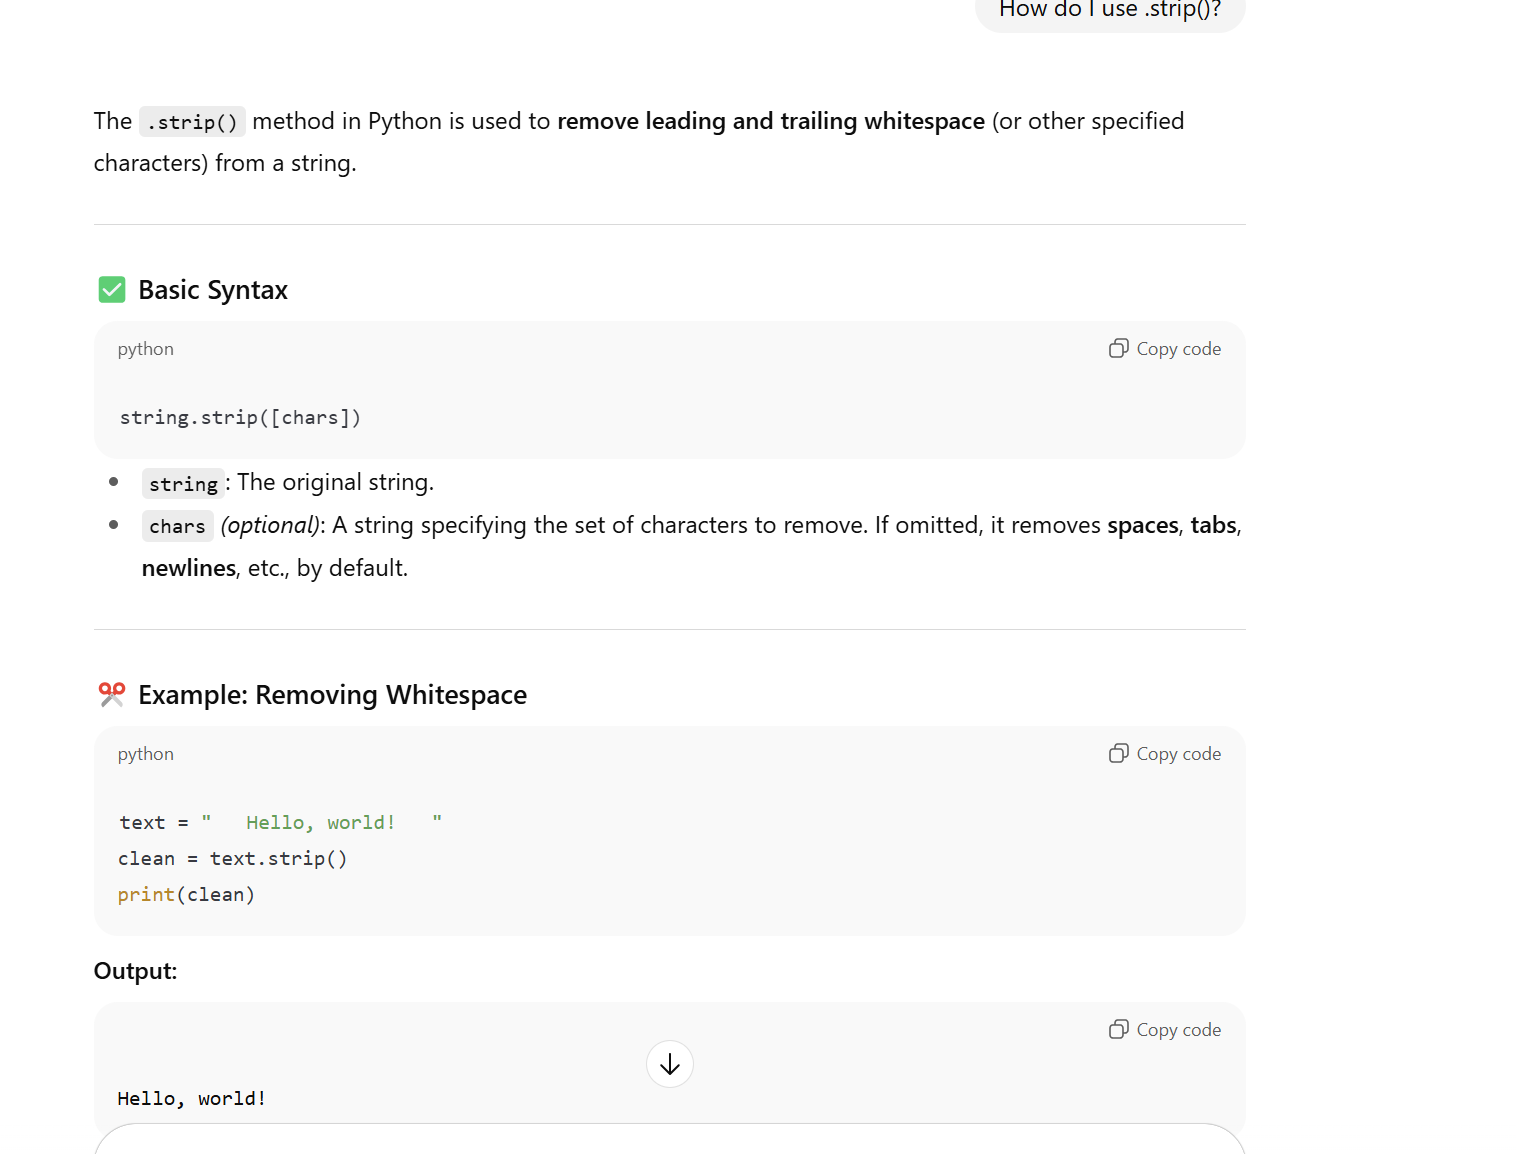 How do I use .strip()?
The .strip() method in Python is used to remove leading and trailing whitespace (or other specified
characters) from a string.
Basic Syntax
python
Copy code
string.strip([chars])
string: The original string.
chars (optional): A string specifying the set of characters to remove. If omitted, it removes spaces, tabs,
newlines, etc., by default.
Example: Removing Whitespace
python
Copy code
text = "   Hello, world!   "
clean = text.strip()
print(clean)
Output:
Copy code
Hello, world!